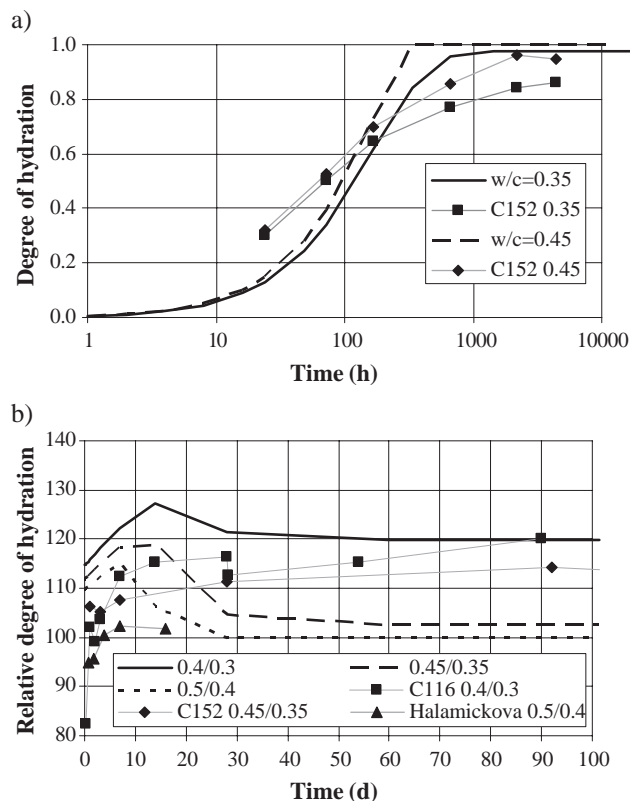 a)
1.0
0.8
0.6
0.4
0.2
0.0
Degree of hydration
w/c=0.35
C152 0.35
w/c=0.45
C152 0.45
1 10 100 1000 10000
Time (h)
b)
140
130
120
110
100
90
80
Relative degree of hydration
0.4/0.3 0.45/0.35
0.5/0.4 C116 0.4/0.3
C152 0.45/0.35 Halamickova 0.5/0.4
0 10 20 30 40 50 60 70 80 90 100
Time (d)